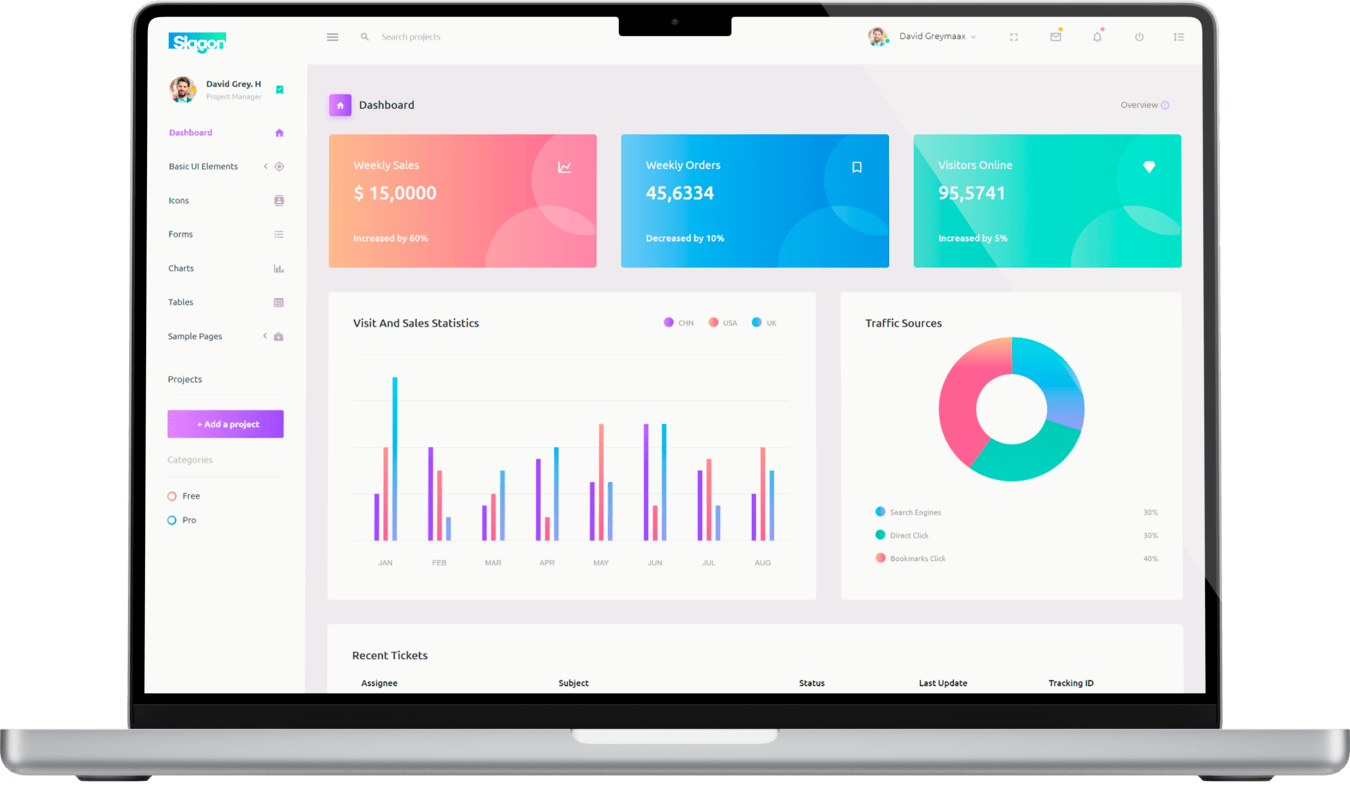 Slagon
Search projects
David Greymaax
David Grey. H
Project Manager
Dashboard
Basic UI Elements
Icons
Forms
Charts
Tables
Sample Pages
Projects
+ Add a project
Categories
Free
Pro
Dashboard
Overview
Weekly Sales
$ 15,0000
Increased by 60%
Weekly Orders
45,6334
Decreased by 10%
Visitors Online
95,5741
Increased by 5%
Visit And Sales Statistics
CHN USA UK
JAN FEB MAR APR MAY JUN JUL AUG
Traffic Sources
Search Engines 30%
Direct Click 30%
Bookmarks Click 40%
Recent Tickets
Assignee Subject Status Last Update Tracking ID